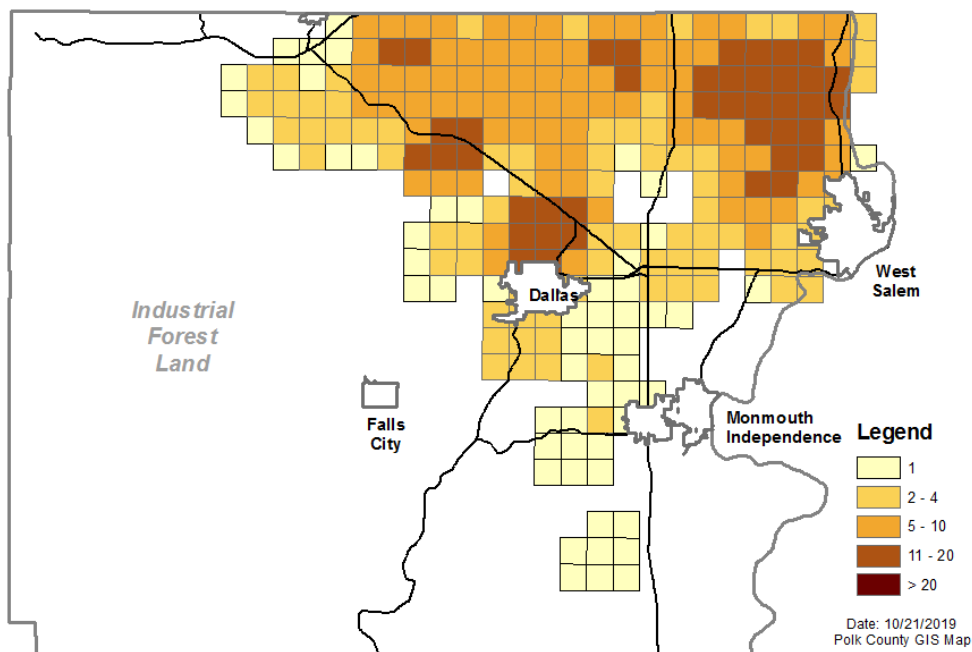 Industrial
Forest
Land
Dallas
West
Salem
Falls
City
Monmouth
Independence
Legend
1
2 - 4
5 - 10
11 - 20
> 20
Date: 10/21/2019
Polk County GIS Map